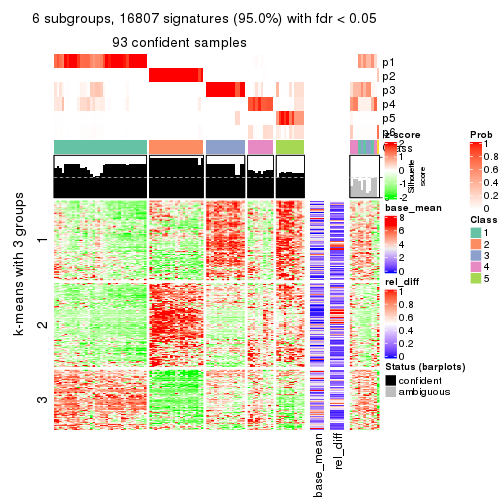 6 subgroups, 16807 signatures (95.0%) with fdr < 0.05
93 confident samples
p1
p2
p3
p4
p5
p6
Class
z-score
2
1
0
-1
-2
Silhouette
score
base_mean
8
6
4
2
0
rel_diff
1
0.8
0.6
0.4
0.2
0
Status (barplots)
confident
ambiguous
Prob
1
0.8
0.6
0.4
0.2
0
Class
1
2
3
4
5
k-means with 3 groups
1
2
3
base_mean
rel_diff